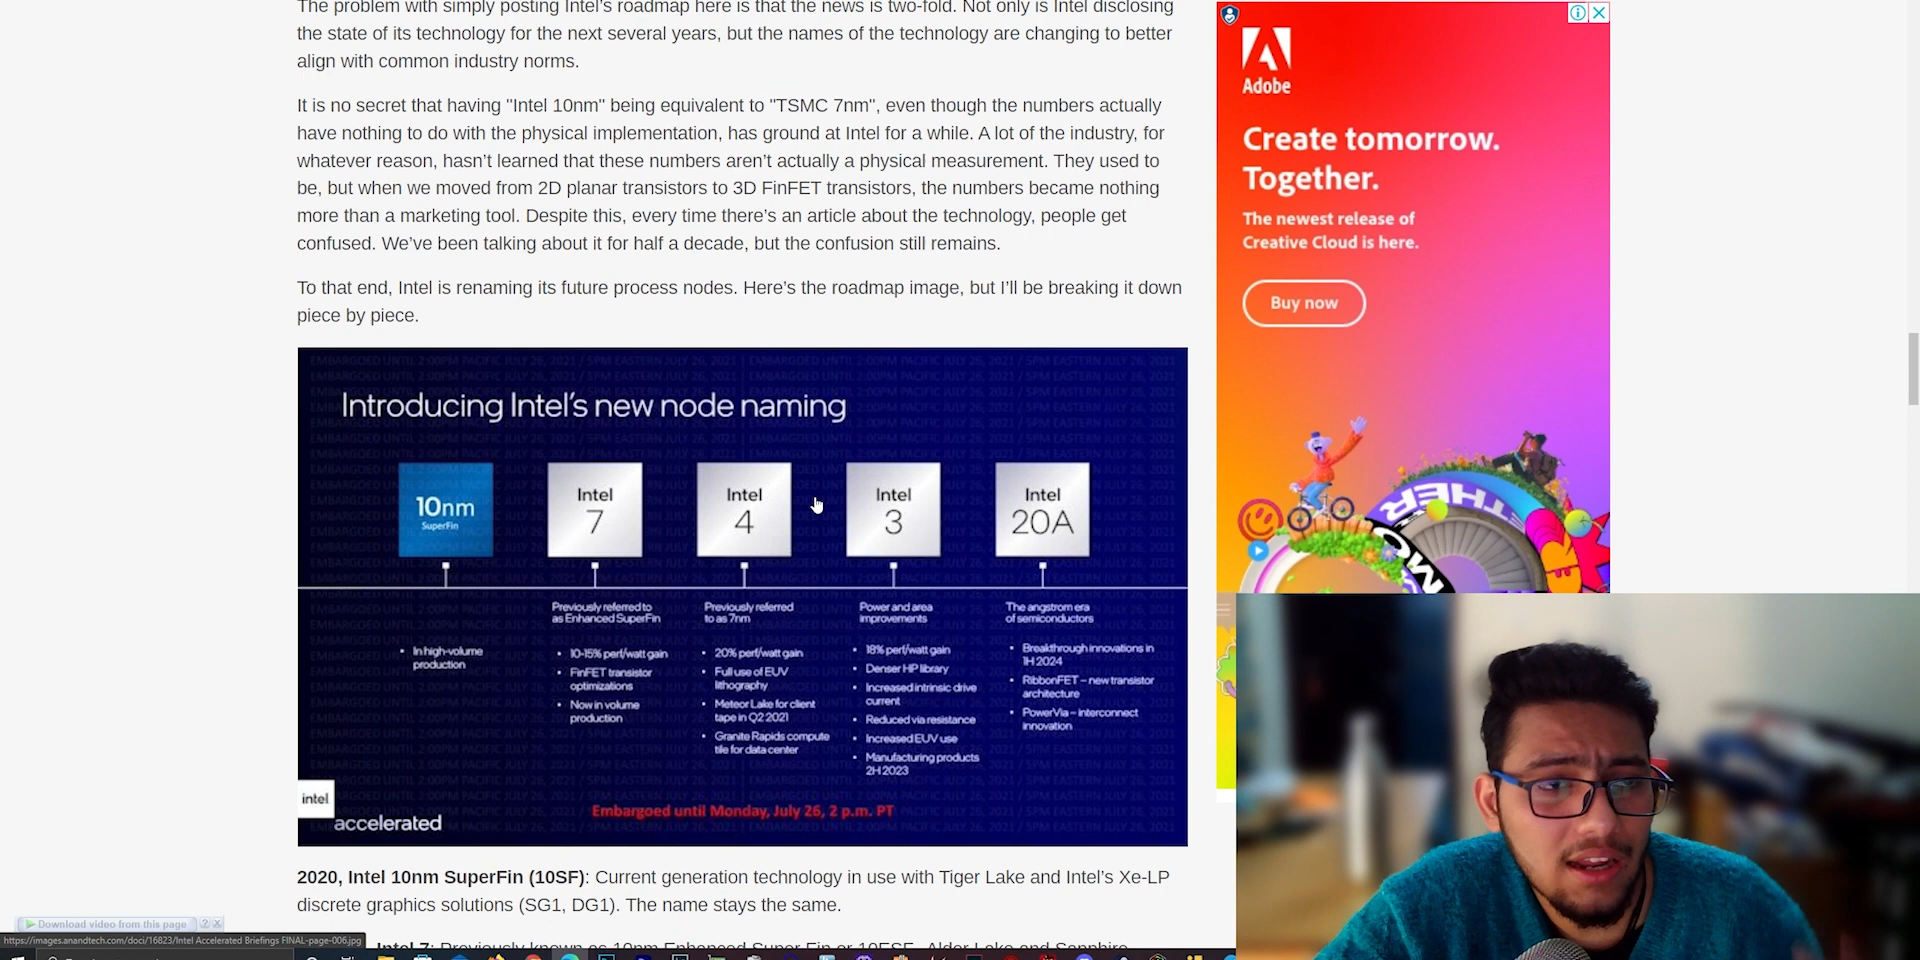 The problem with simply posting Intel's roadmap here is that the news is two-fold. Not only is Intel disclosing
the state of its technology for the next several years, but the names of the technology are changing to better
align with common industry norms.
It is no secret that having "Intel 10nm" being equivalent to "TSMC 7nm", even though the numbers actually
have nothing to do with the physical implementation, has ground at Intel for a while. A lot of the industry, for
whatever reason, hasn't learned that these numbers aren't actually a physical measurement. They used to
be, but when we moved from 2D planar transistors to 3D FinFET transistors, the numbers became nothing
more than a marketing tool. Despite this, every time there's an article about the technology, people get
confused. We've been talking about it for half a decade, but the confusion still remains.
To that end, Intel is renaming its future process nodes. Here's the roadmap image, but I'll be breaking it down
piece by piece.
Introducing Intel's new node naming
10nm
SuperFin
In high-volume
production
Intel
7
Previously referred to
as Enhanced SuperFin
10-15% perf/watt gain
FinFET transistor
optimizations
Now in volume
production
Intel
4
Previously referred
to as 7nm
20% perf/watt gain
Full use of EUV
lithography
Meteor Lake for client
tape in Q2 2021
Granite Rapids compute
tile for data center
Intel
3
Power and area
improvements
18% perf/watt gain
Denser HP library
Increased intrinsic drive
current
Reduced via resistance
Increased EUV use
Manufacturing products
2H 2023
Intel
20A
The angstrom era
of semiconductors
Breakthrough innovations in
1H 2024
RibbonFET – new transistor
architecture
PowerVia – interconnect
innovation
intel
accelerated
Embargoed until Monday, July 26, 2 p.m. PT
2020, Intel 10nm SuperFin (10SF): Current generation technology in use with Tiger Lake and Intel's Xe-LP
discrete graphics solutions (SG1, DG1). The name stays the same.
Download video from this page
https://images.anandtech.com/doci/16823/Intel Accelerated Briefings FINAL-page-006.jpg
Adobe
Create tomorrow.
Together.
The newest release of
Creative Cloud is here.
Buy now